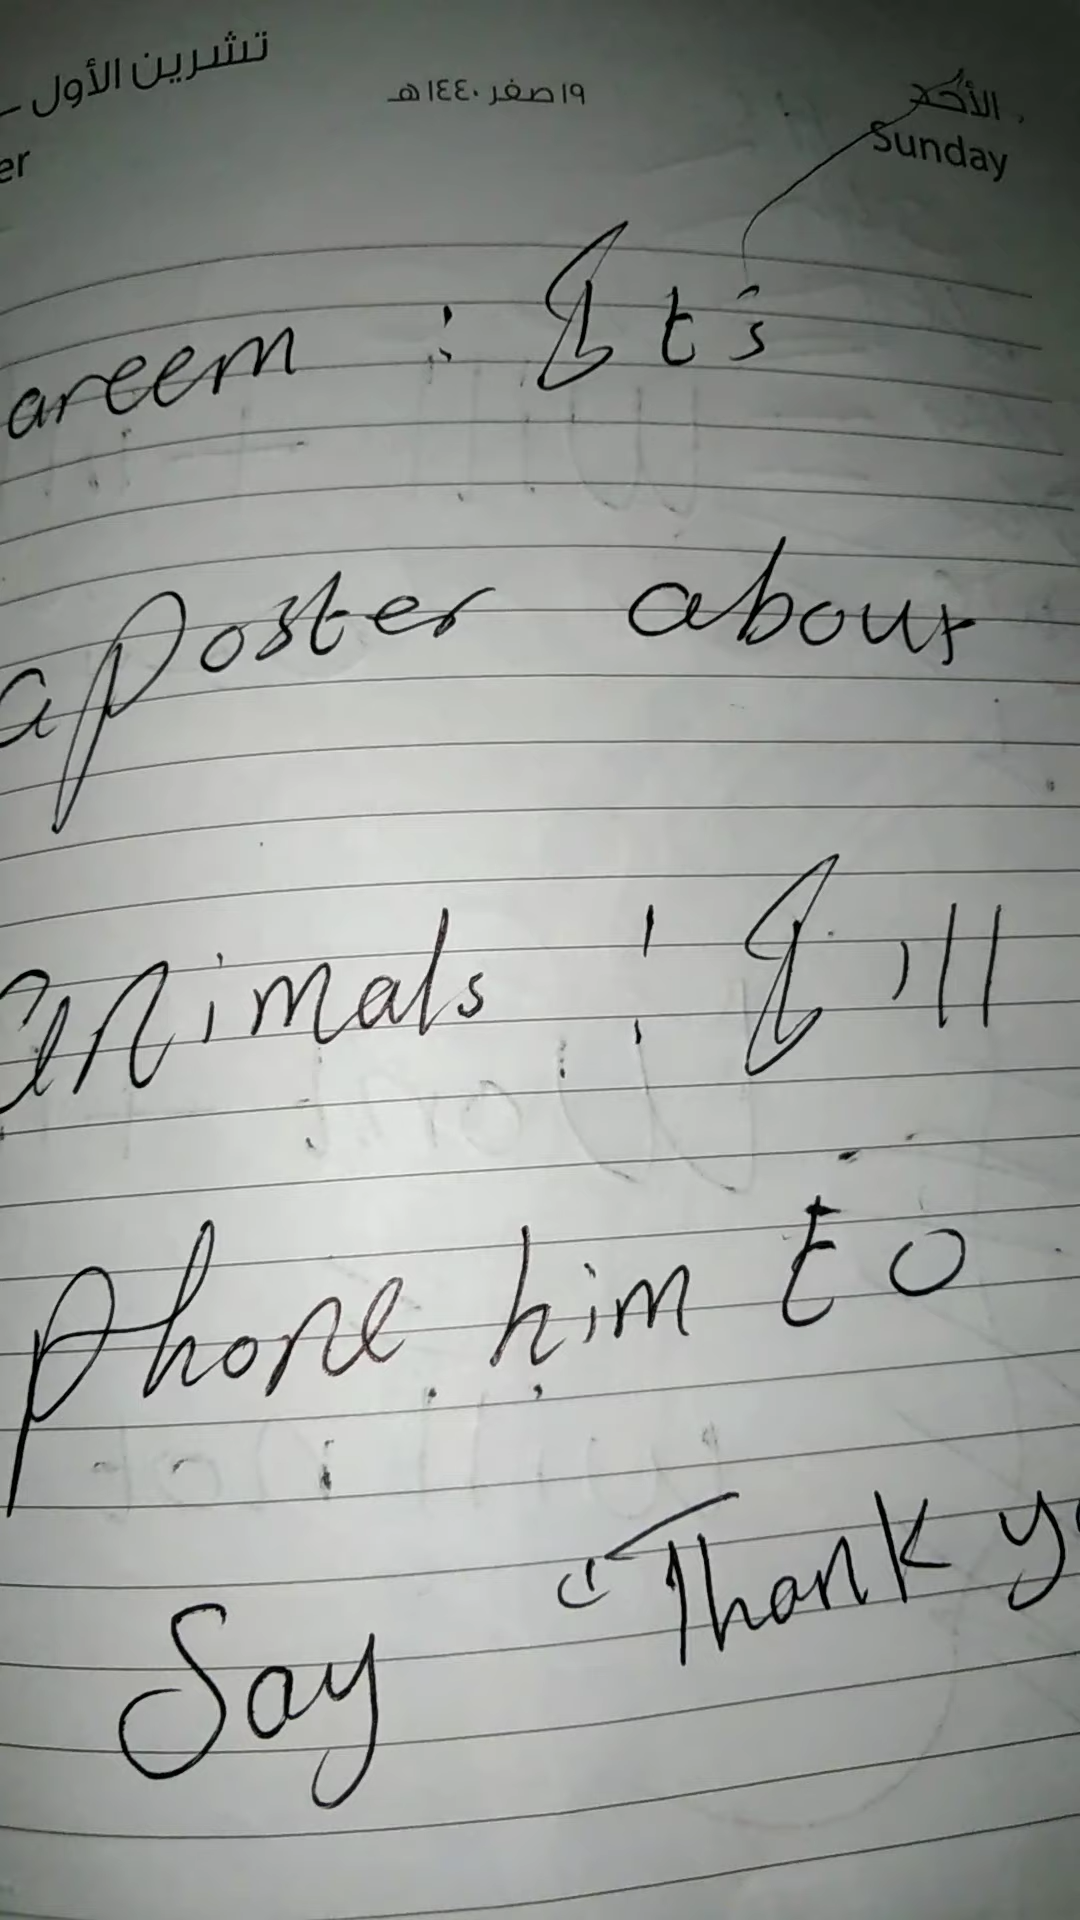 تشرين الأول –
١٩ صفر ١٤٤٠هـ
الأحد
er
Sunday
areem : It's
a poster about
animals ! I'll
Phone him to
Say "Thank yo